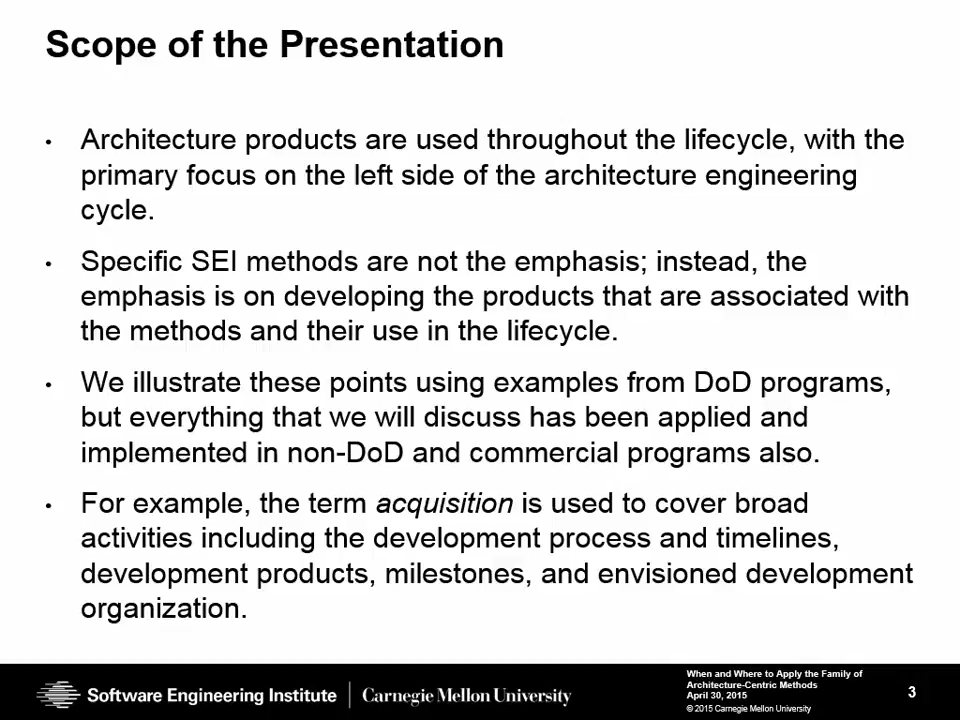 Scope of the Presentation
• Architecture products are used throughout the lifecycle, with the
primary focus on the left side of the architecture engineering
cycle.
• Specific SEI methods are not the emphasis; instead, the
emphasis is on developing the products that are associated with
the methods and their use in the lifecycle.
• We illustrate these points using examples from DoD programs,
but everything that we will discuss has been applied and
implemented in non-DoD and commercial programs also.
• For example, the term acquisition is used to cover broad
activities including the development process and timelines,
development products, milestones, and envisioned development
organization.
Software Engineering Institute | Carnegie Mellon University
When and Where to Apply the Family of
Architecture-Centric Methods
April 30, 2015
© 2015 Carnegie Mellon University
3